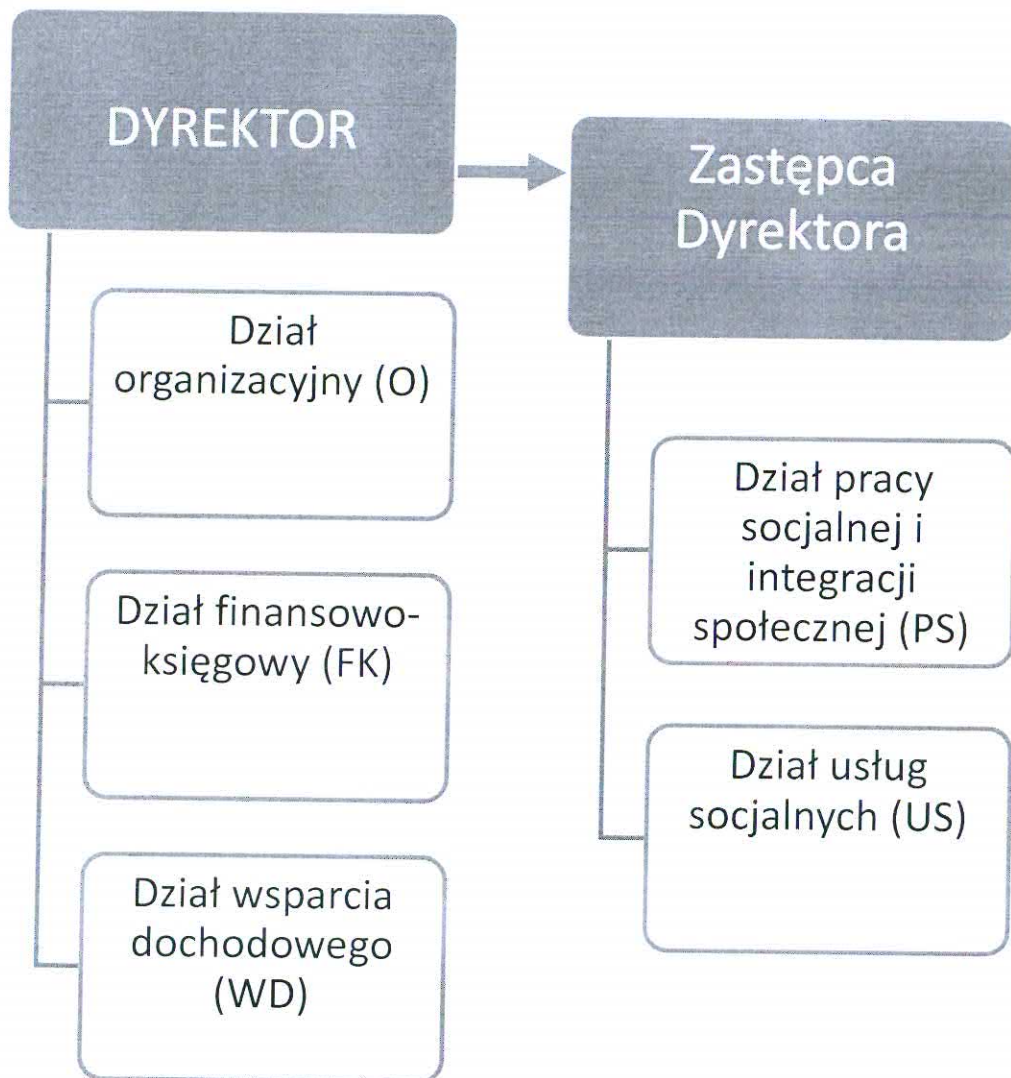 DYREKTOR
Dział
organizacyjny (O)
Dział finansowo-
księgowy (FK)
Dział wsparcia
dochodowego
(WD)
Zastępca
Dyrektora
Dział pracy
socjalnej i
integracji
społecznej (PS)
Dział usług
socjalnych (US)